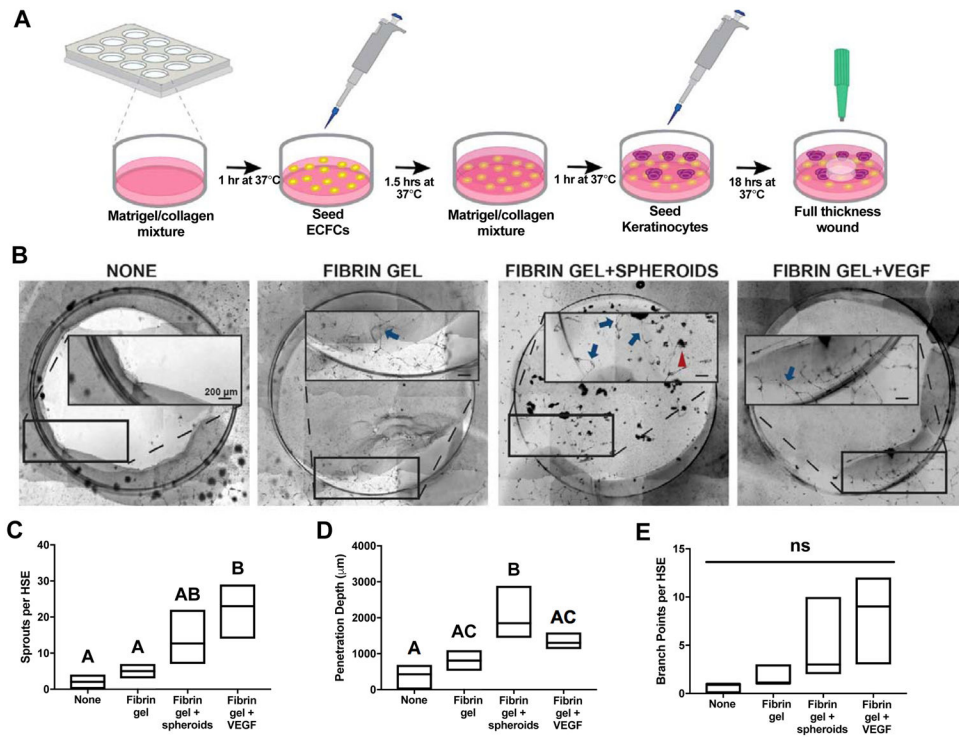 A
1 hr at 37°C
1.5 hrs at
37°C
1 hr at 37°C
18 hrs at
37°C
Matrigel/collagen
mixture
Seed
ECFCs
Matrigel/collagen
mixture
Seed
Keratinocytes
Full thickness
wound
B
NONE
FIBRIN GEL
FIBRIN GEL+SPHEROIDS
FIBRIN GEL+VEGF
200 µm
C
Sprouts per HSE
40
30
20
10
0
A
A
AB
B
None
Fibrin
gel
Fibrin
gel +
spheroids
Fibrin
gel +
VEGF
D
Penetration Depth (µm)
4000
3000
2000
1000
0
A
AC
B
AC
None
Fibrin
gel
Fibrin
gel +
spheroids
Fibrin
gel +
VEGF
E
Branch Points per HSE
15
10
5
0
ns
None
Fibrin
gel
Fibrin
gel +
spheroids
Fibrin
gel +
VEGF